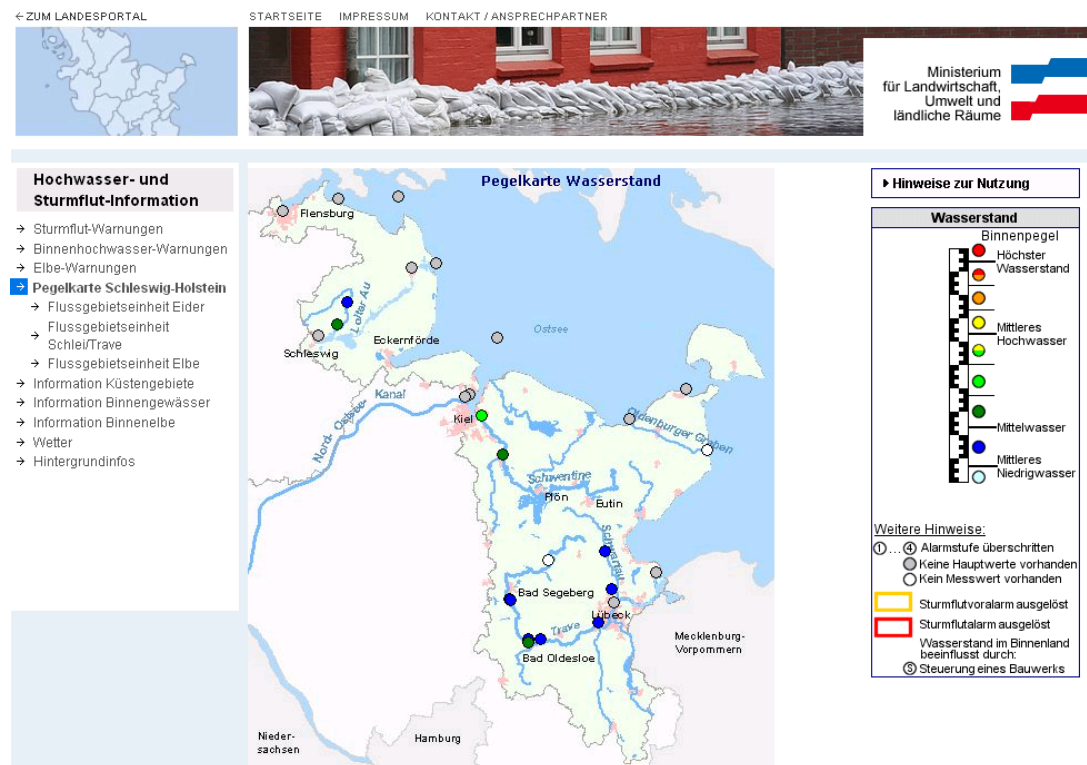 ←ZUM LANDESPORTAL
STARTSEITE IMPRESSUM KONTAKT / ANSPRECHPARTNER
Ministerium
für Landwirtschaft,
Umwelt und
ländliche Räume
Hochwasser- und
Sturmflut-Information
→ Sturmflut-Warnungen
→ Binnenhochwasser-Warnungen
→ Elbe-Warnungen
→ Pegelkarte Schleswig-Holstein
→ Flussgebietseinheit Eider
→ Flussgebietseinheit
Schlei/Trave
→ Flussgebietseinheit Elbe
→ Information Küstengebiete
→ Information Binnengewässer
→ Information Binnenelbe
→ Wetter
→ Hintergrundinfos
Pegelkarte Wasserstand
Flensburg
Loiter Au
Schleswig
Eckernförde
Ostsee
Nord-Ostsee-Kanal
Kiel
Oldenburger Graben
Schwentine
Plön
Eutin
Schwartau
Bad Segeberg
Lübeck
Trave
Bad Oldesloe
Mecklenburg-
Vorpommern
Hamburg
Nieder-
sachsen
Hinweise zur Nutzung
Wasserstand
Binnenpegel
Höchster
Wasserstand
Mittleres
Hochwasser
Mittelwasser
Mittleres
Niedrigwasser
Weitere Hinweise:
① ... ④ Alarmstufe überschritten
Keine Hauptwerte vorhanden
Kein Messwert vorhanden
Sturmflutvoralarm ausgelöst
Sturmflutalarm ausgelöst
Wasserstand im Binnenland
beeinflusst durch:
Ⓢ Steuerung eines Bauwerks